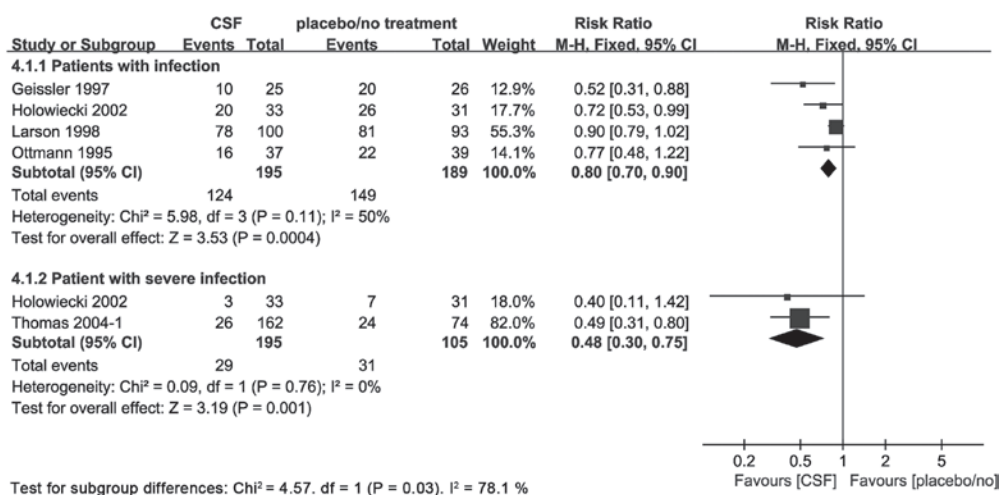 CSF placebo/no treatment Risk Ratio Risk Ratio
Study or Subgroup Events Total Events Total Weight M-H, Fixed, 95% CI M-H, Fixed, 95% CI
4.1.1 Patients with infection
Geissler 1997 10 25 20 26 12.9% 0.52 [0.31, 0.88]
Holowiecki 2002 20 33 26 31 17.7% 0.72 [0.53, 0.99]
Larson 1998 78 100 81 93 55.3% 0.90 [0.79, 1.02]
Ottmann 1995 16 37 22 39 14.1% 0.77 [0.48, 1.22]
Subtotal (95% CI) 195 189 100.0% 0.80 [0.70, 0.90]
Total events 124 149
Heterogeneity: Chi² = 5.98, df = 3 (P = 0.11); I² = 50%
Test for overall effect: Z = 3.53 (P = 0.0004)
4.1.2 Patient with severe infection
Holowiecki 2002 3 33 7 31 18.0% 0.40 [0.11, 1.42]
Thomas 2004-1 26 162 24 74 82.0% 0.49 [0.31, 0.80]
Subtotal (95% CI) 195 105 100.0% 0.48 [0.30, 0.75]
Total events 29 31
Heterogeneity: Chi² = 0.09, df = 1 (P = 0.76); I² = 0%
Test for overall effect: Z = 3.19 (P = 0.001)
0.2 0.5 1 2 5
Favours [CSF] Favours [placebo/no]
Test for subgroup differences: Chi² = 4.57. df = 1 (P = 0.03). I² = 78.1 %